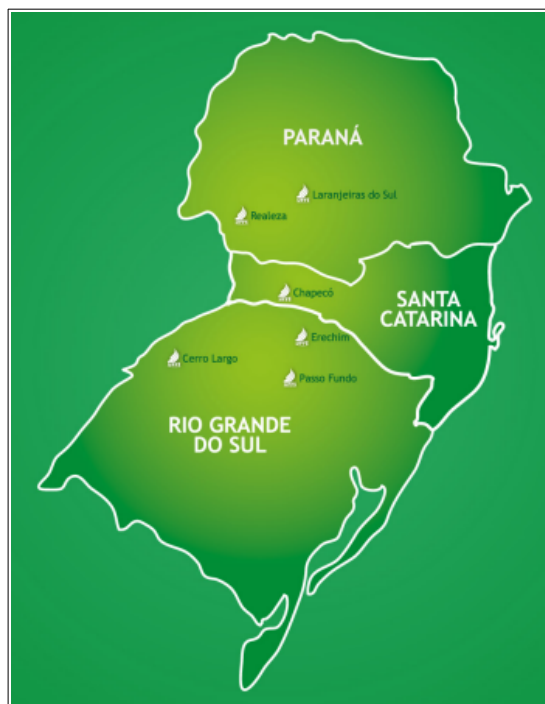 PARANÁ
Laranjeiras do Sul
Realeza
Chapecó
SANTA
CATARINA
Erechim
Cerro Largo
Passo Fundo
RIO GRANDE
DO SUL